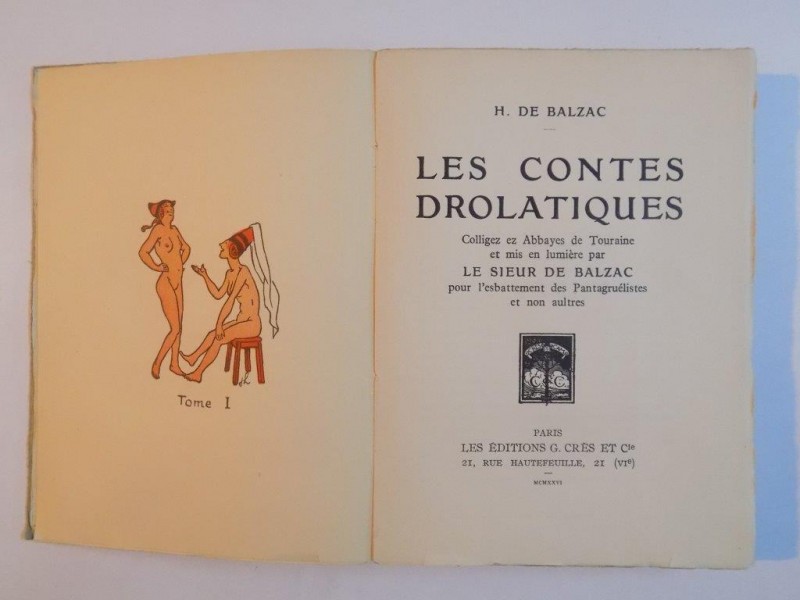 Tome I
H. DE BALZAC
LES CONTES
DROLATIQUES
Colligez ez Abbayes de Touraine
et mis en lumière par
LE SIEUR DE BALZAC
pour l'esbattement des Pantagruélistes
et non aultres
PARIS
LES ÉDITIONS G. CRÈS ET Cie
21, RUE HAUTEFEUILLE, 21 (VIe)
MCMXXVI